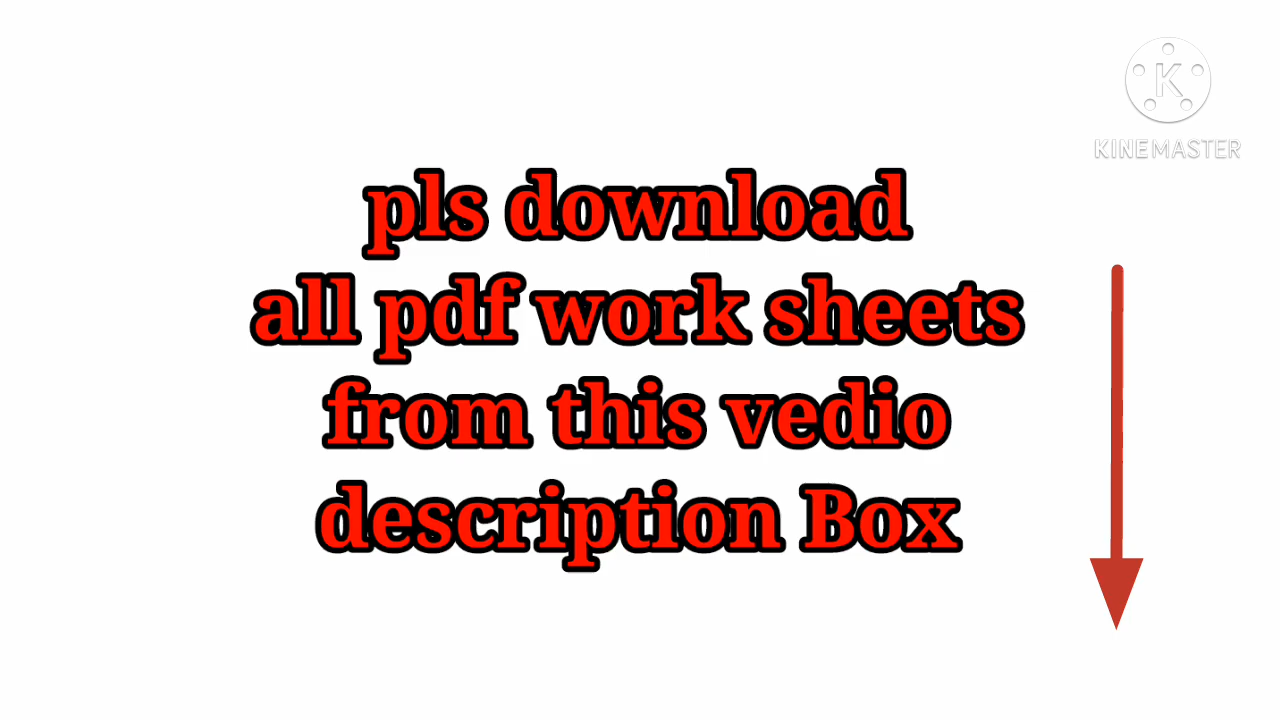 K
KINEMASTER
pls download
all pdf work sheets
from this vedio
description Box